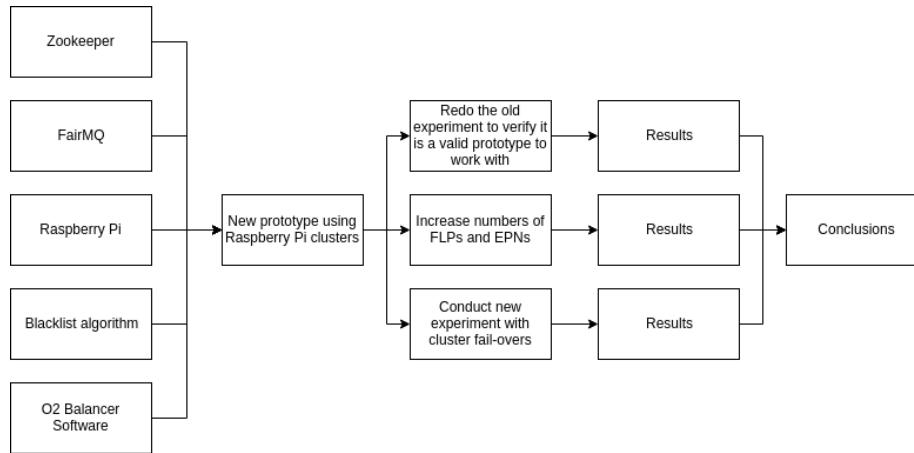 Zookeeper
FairMQ
Raspberry Pi
Blacklist algorithm
O2 Balancer
Software
New prototype using
Raspberry Pi clusters
Redo the old
experiment to verify it
is a valid prototype to
work with
Increase numbers of
FLPs and EPNs
Conduct new
experiment with
cluster fail-overs
Results
Results
Results
Conclusions